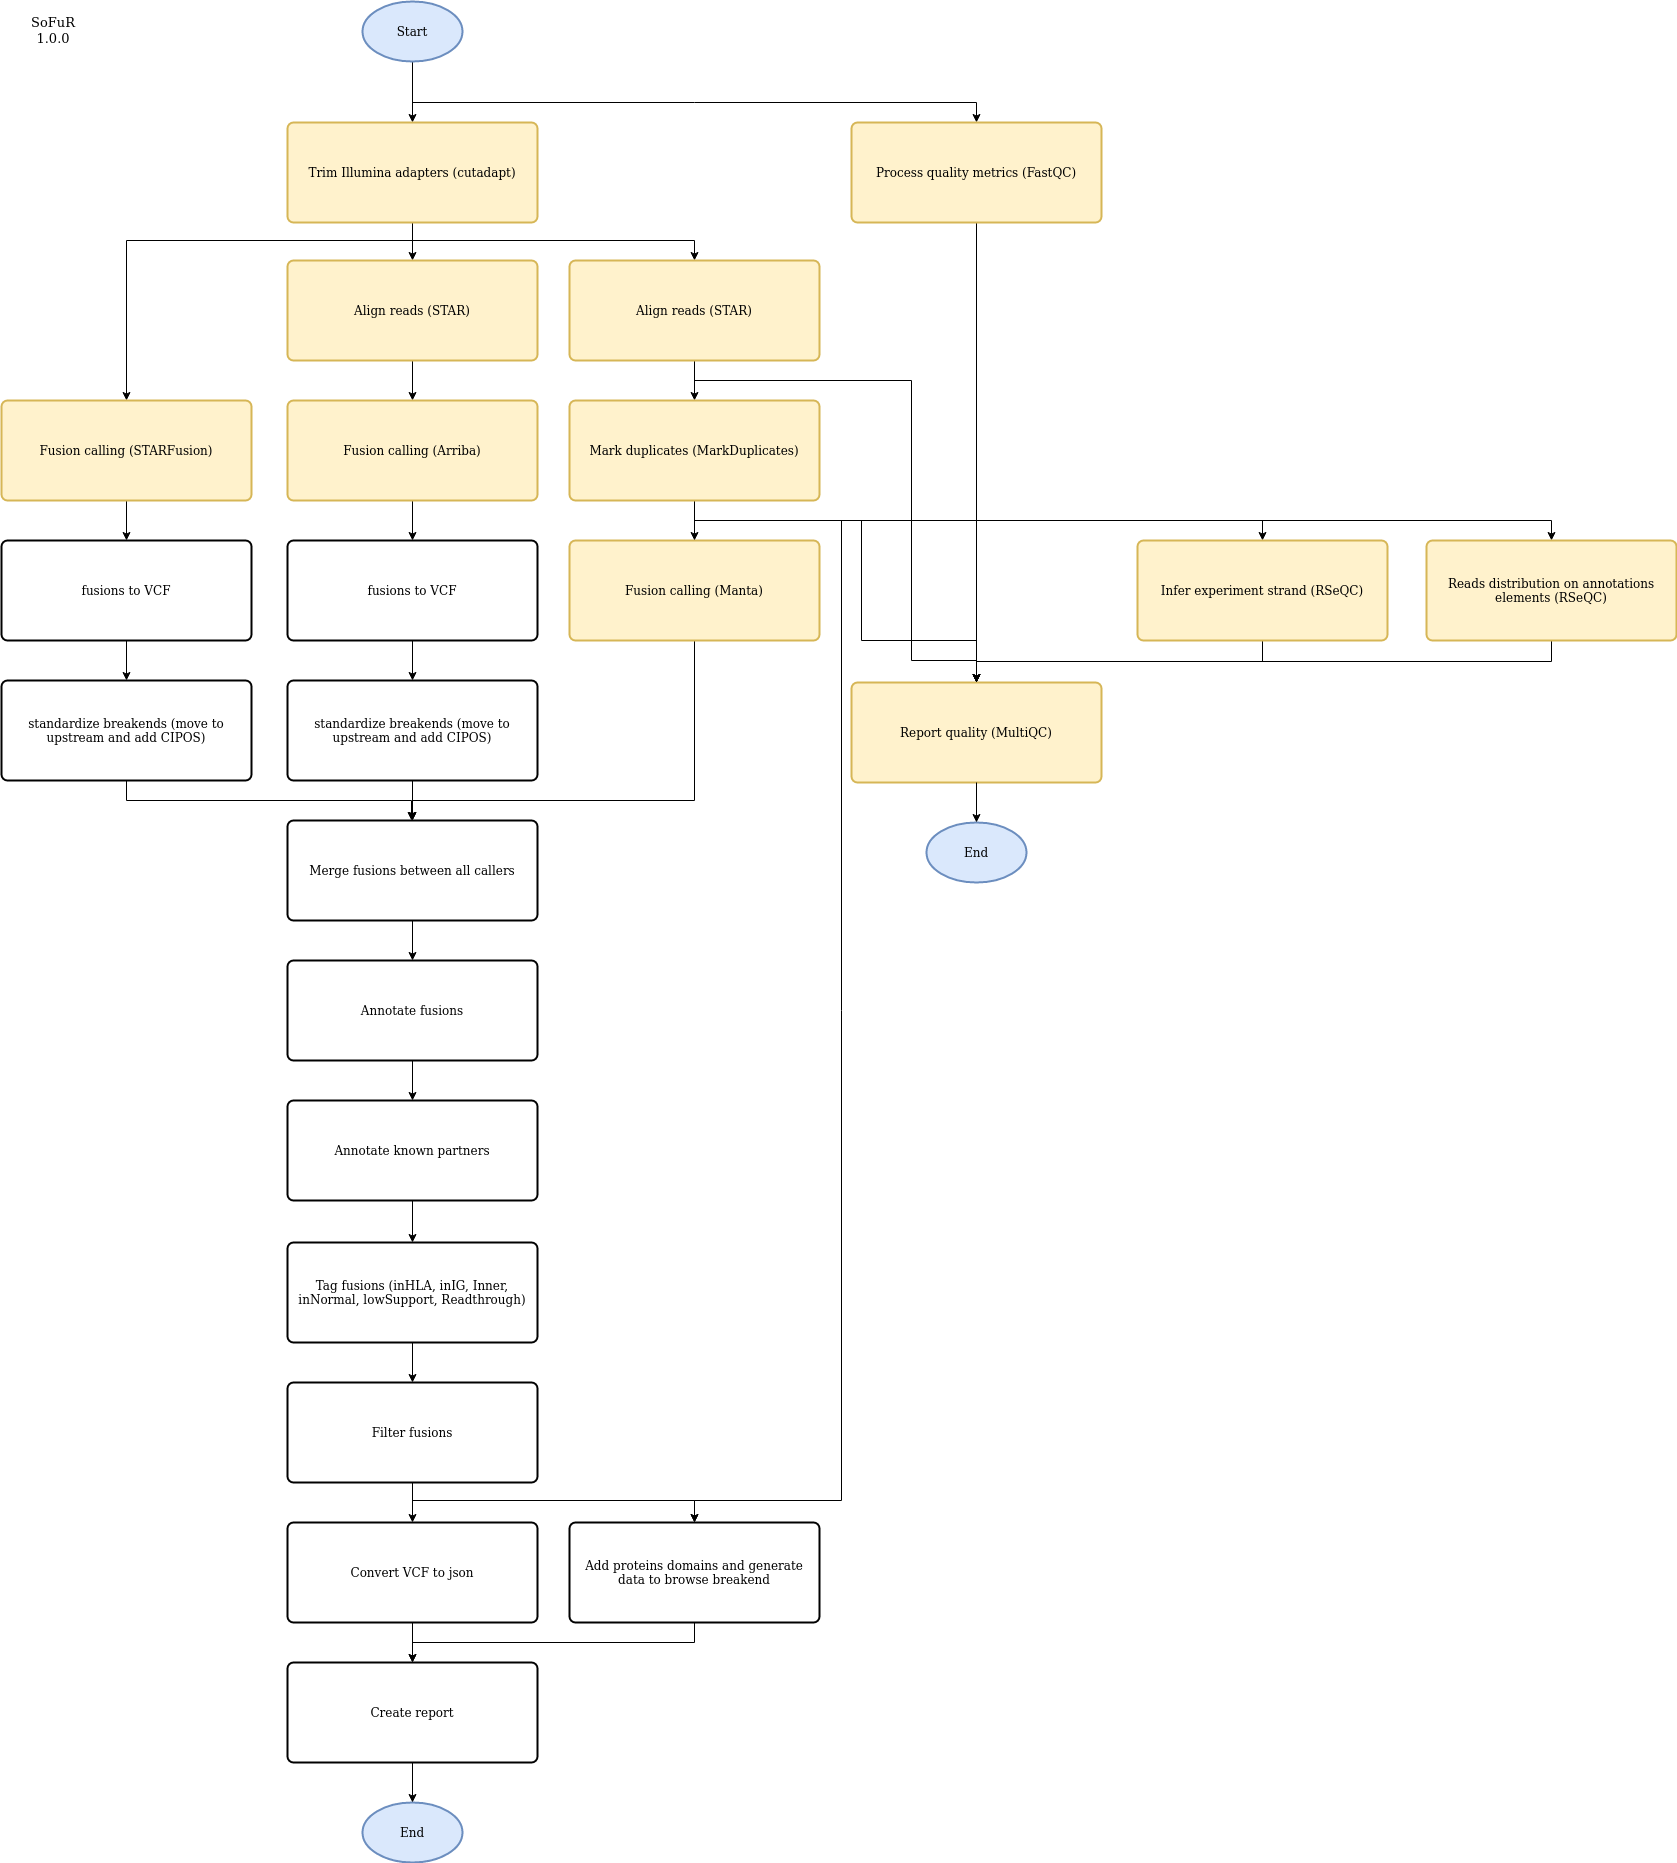 SoFuR
1.0.0
Start
Trim Illumina adapters (cutadapt)
Process quality metrics (FastQC)
Align reads (STAR)
Align reads (STAR)
Fusion calling (STARFusion)
Fusion calling (Arriba)
Mark duplicates (MarkDuplicates)
fusions to VCF
fusions to VCF
Fusion calling (Manta)
Infer experiment strand (RSeQC)
Reads distribution on annotations
elements (RSeQC)
standardize breakends (move to
upstream and add CIPOS)
standardize breakends (move to
upstream and add CIPOS)
Report quality (MultiQC)
Merge fusions between all callers
End
Annotate fusions
Annotate known partners
Tag fusions (inHLA, inIG, Inner,
inNormal, lowSupport, Readthrough)
Filter fusions
Convert VCF to json
Add proteins domains and generate
data to browse breakend
Create report
End